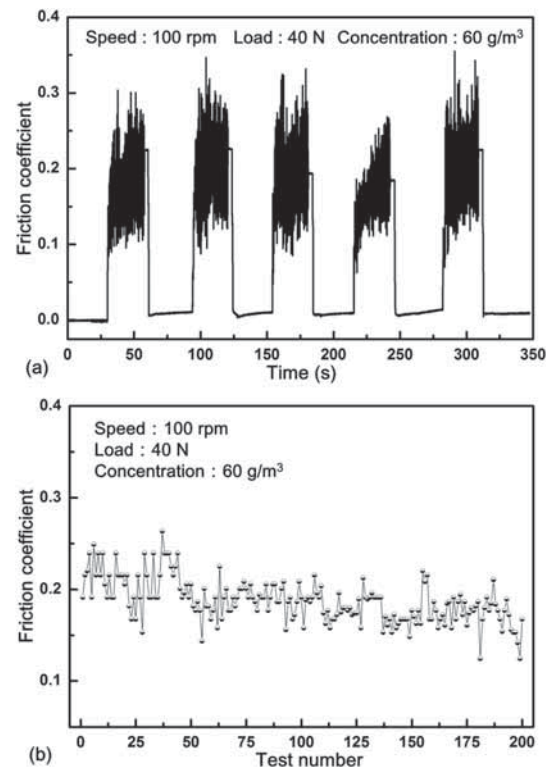 0.4
Speed : 100 rpm Load : 40 N Concentration : 60 g/m³
0.3
0.2
0.1
0.0
Friction coefficient
0 50 100 150 200 250 300 350
(a) Time (s)
0.4
Speed : 100 rpm
Load : 40 N
Concentration : 60 g/m³
0.3
0.2
0.1
Friction coefficient
0 25 50 75 100 125 150 175 200
(b) Test number